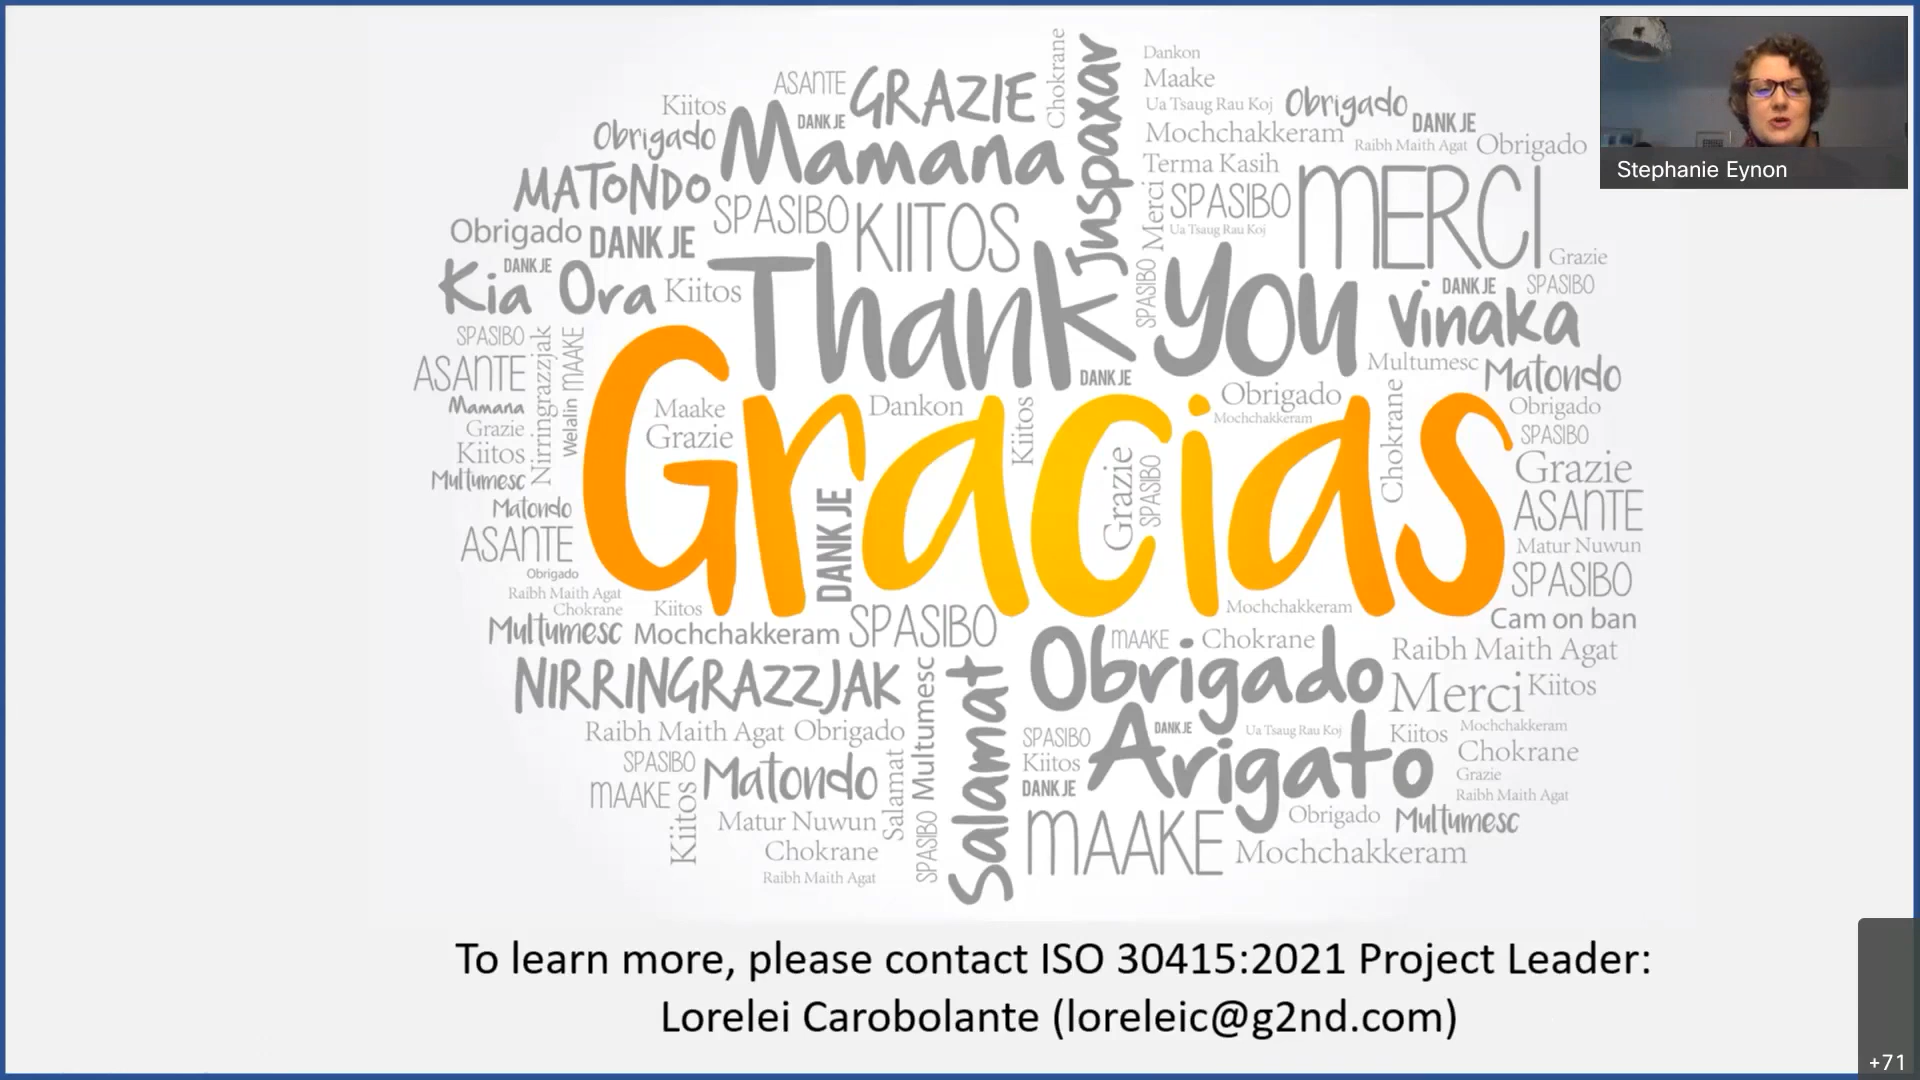 Chokrane
Dankon
ASANTE
GRAZIE
Maake
Kiitos
DANK JE
Ua Tsaug Rau Koj
Obrigado
DANK JE
Obrigado
Mamana
Jnspaxar
Mochchakkeram
Raibh Maith Agat
Obrigado
Terma Kasih
Stephanie Eynon
MATONDO
SPASIBO
KIITOS
Merci
SPASIBO
MERCI
Obrigado
DANK JE
Ua Tsaug Rau Koj
Grazie
DANK JE
Kia Ora
Kiitos
Thank you
SPASIBO
DANK JE
SPASIBO
Vinaka
SPASIBO
Nirringrazzjak
MAAKE
ASANTE
DANK JE
Multumesc
Matondo
Mamana
Welalin
Maake
Dankon
Kiitos
Obrigado
Mochchakkeram
Chokrane
Obrigado
Grazie
Grazie
SPASIBO
Kiitos
Gracias
Grazie
SPASIBO
Grazie
Multumesc
DANK JE
Matondo
ASANTE
ASANTE
Matur Nuwun
Obrigado
SPASIBO
Raibh Maith Agat
Chokrane
Kiitos
Mochchakkeram
Cam on ban
Multumesc
Mochchakkeram
SPASIBO
MAAKE
Chokrane
Raibh Maith Agat
NIRRINGRAZZJAK
Multumesc
Salamat
Obrigado
Merci
Kiitos
Raibh Maith Agat
Obrigado
SPASIBO
DANK JE
Ua Tsaug Rau Koj
Kiitos
Mochchakkeram
SPASIBO
Matondo
Salamat
Kiitos
Arigato
Chokrane
Grazie
MAAKE
Kiitos
DANK JE
Raibh Maith Agat
Matur Nuwun
SPASIBO
MAAKE
Obrigado
Multumesc
Chokrane
Mochchakkeram
Raibh Maith Agat
To learn more, please contact ISO 30415:2021 Project Leader:
Lorelei Carobolante (loreleic@g2nd.com)
+71